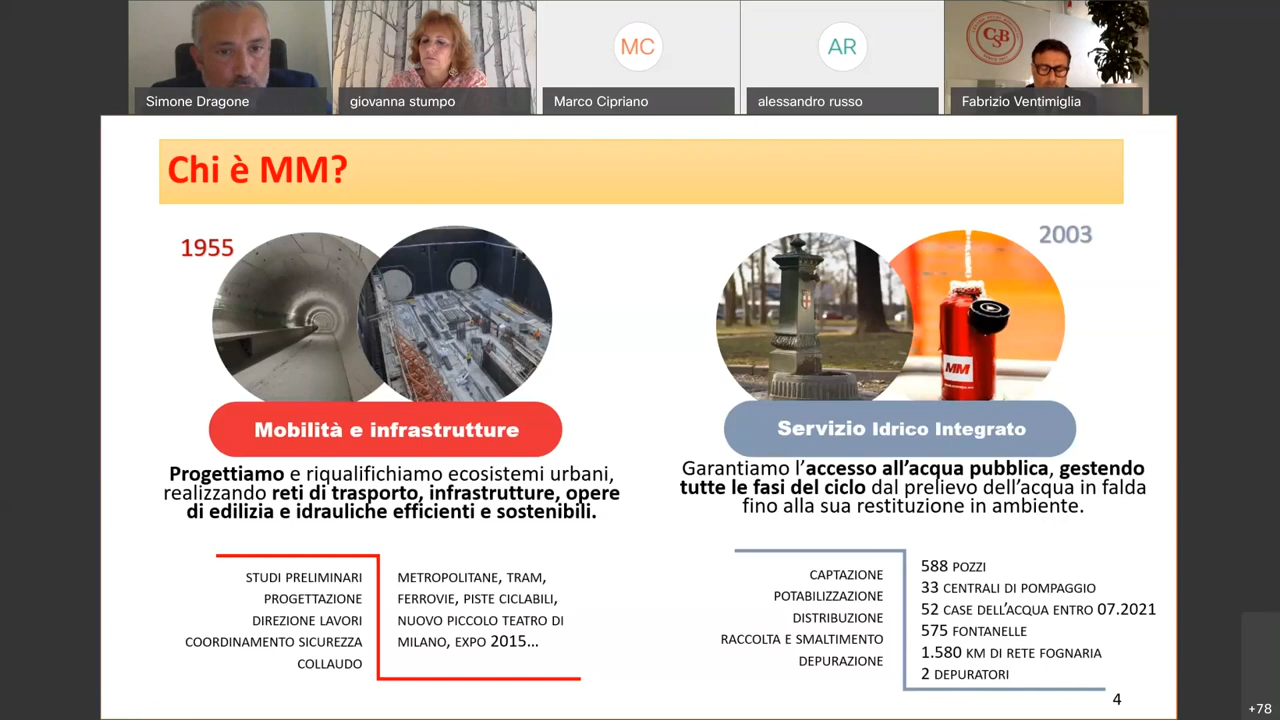 MC
AR
CSB
Simone Dragone
giovanna stumpo
Marco Cipriano
alessandro russo
Fabrizio Ventimiglia
Chi è MM?
1955
2003
MM
Mobilità e infrastrutture
Progettiamo e riqualifichiamo ecosistemi urbani,
realizzando reti di trasporto, infrastrutture, opere
di edilizia e idrauliche efficienti e sostenibili.
STUDI PRELIMINARI
PROGETTAZIONE
DIREZIONE LAVORI
COORDINAMENTO SICUREZZA
COLLAUDO
METROPOLITANE, TRAM,
FERROVIE, PISTE CICLABILI,
NUOVO PICCOLO TEATRO DI
MILANO, EXPO 2015...
Servizio Idrico Integrato
Garantiamo l'accesso all'acqua pubblica, gestendo
tutte le fasi del ciclo dal prelievo dell'acqua in falda
fino alla sua restituzione in ambiente.
CAPTAZIONE
POTABILIZZAZIONE
DISTRIBUZIONE
RACCOLTA E SMALTIMENTO
DEPURAZIONE
588 POZZI
33 CENTRALI DI POMPAGGIO
52 CASE DELL'ACQUA ENTRO 07.2021
575 FONTANELLE
1.580 KM DI RETE FOGNARIA
2 DEPURATORI
4
+78